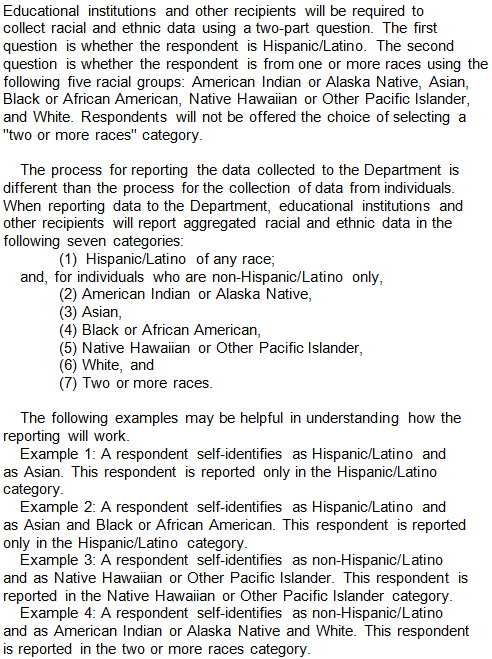 Educational institutions and other recipients will be required to
collect racial and ethnic data using a two-part question. The first
question is whether the respondent is Hispanic/Latino. The second
question is whether the respondent is from one or more races using the
following five racial groups: American Indian or Alaska Native, Asian,
Black or African American, Native Hawaiian or Other Pacific Islander,
and White. Respondents will not be offered the choice of selecting a
"two or more races" category.
The process for reporting the data collected to the Department is
different than the process for the collection of data from individuals.
When reporting data to the Department, educational institutions and
other recipients will report aggregated racial and ethnic data in the
following seven categories:
(1) Hispanic/Latino of any race;
and, for individuals who are non-Hispanic/Latino only,
(2) American Indian or Alaska Native,
(3) Asian,
(4) Black or African American,
(5) Native Hawaiian or Other Pacific Islander,
(6) White, and
(7) Two or more races.
The following examples may be helpful in understanding how the
reporting will work.
Example 1: A respondent self-identifies as Hispanic/Latino and
as Asian. This respondent is reported only in the Hispanic/Latino
category.
Example 2: A respondent self-identifies as Hispanic/Latino and
as Asian and Black or African American. This respondent is reported
only in the Hispanic/Latino category.
Example 3: A respondent self-identifies as non-Hispanic/Latino
and as Native Hawaiian or Other Pacific Islander. This respondent is
reported in the Native Hawaiian or Other Pacific Islander category.
Example 4: A respondent self-identifies as non-Hispanic/Latino
and as American Indian or Alaska Native and White. This respondent
is reported in the two or more races category.